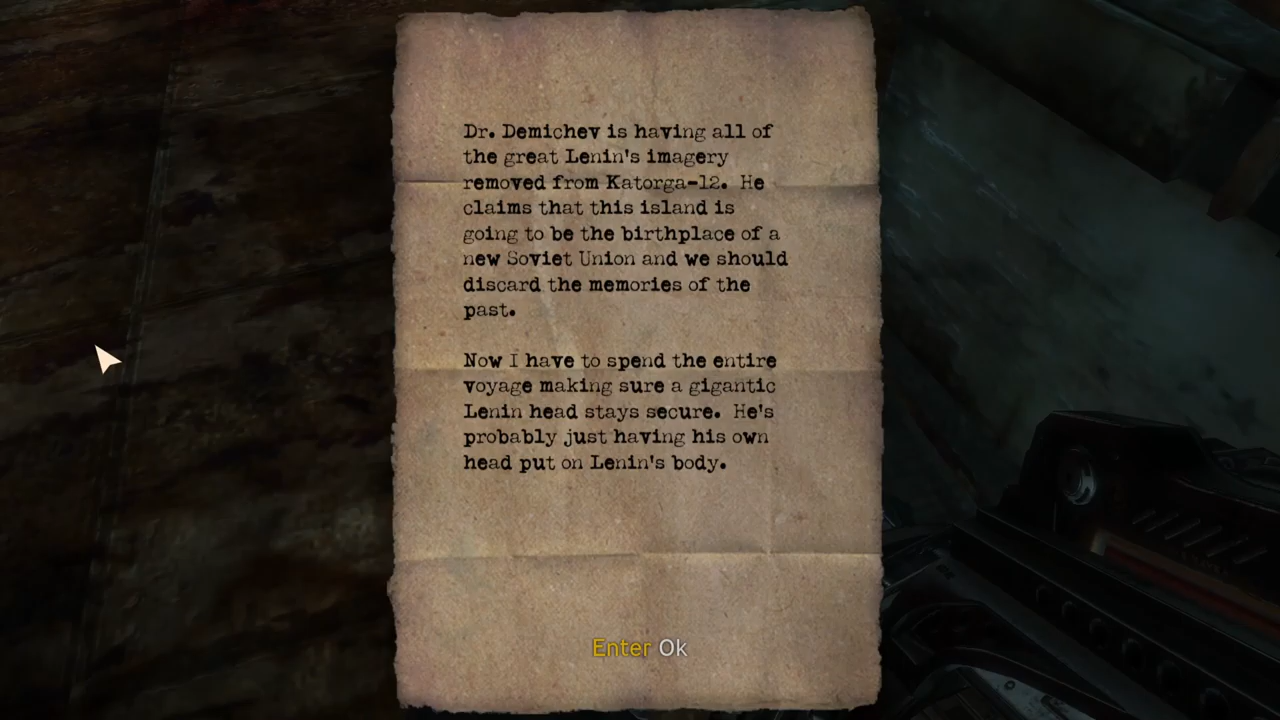 Dr. Demichev is having all of
the great Lenin's imagery
removed from Katorga-12. He
claims that this island is
going to be the birthplace of a
new Soviet Union and we should
discard the memories of the
past.
Now I have to spend the entire
voyage making sure a gigantic
Lenin head stays secure. He's
probably just having his own
head put on Lenin's body.
Enter Ok